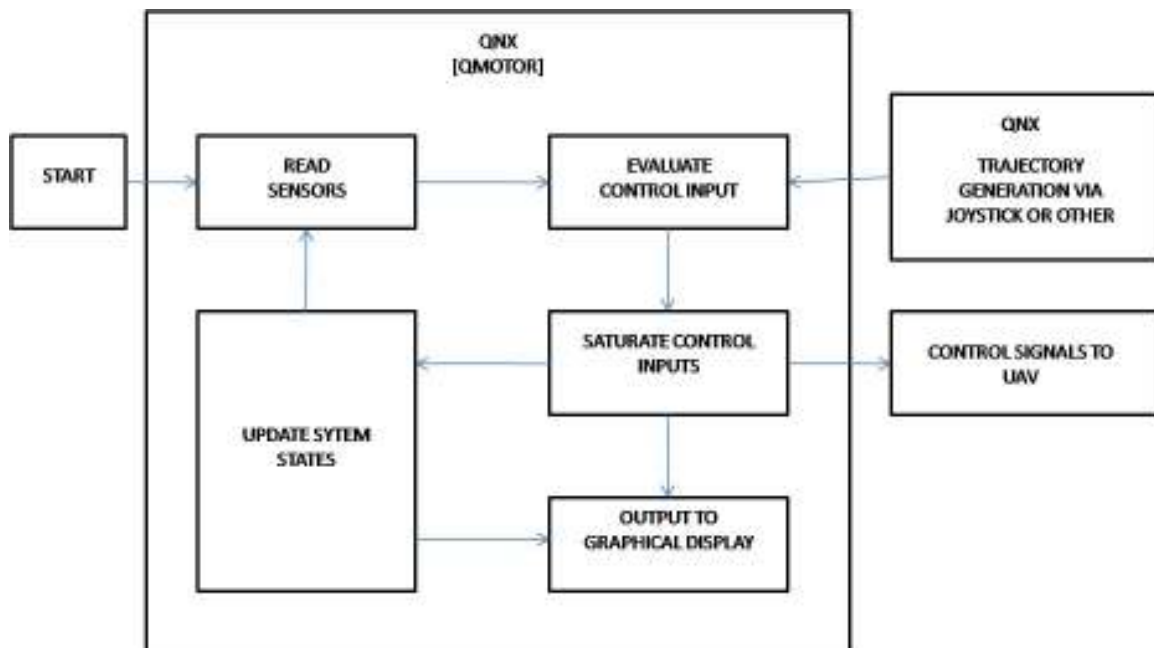 QNX
[QMOTOR]
START
READ
SENSORS
EVALUATE
CONTROL INPUT
QNX
TRAJECTORY
GENERATION VIA
JOYSTICK OR OTHER
UPDATE SYTEM
STATES
SATURATE CONTROL
INPUTS
CONTROL SIGNALS TO
UAV
OUTPUT TO
GRAPHICAL DISPLAY